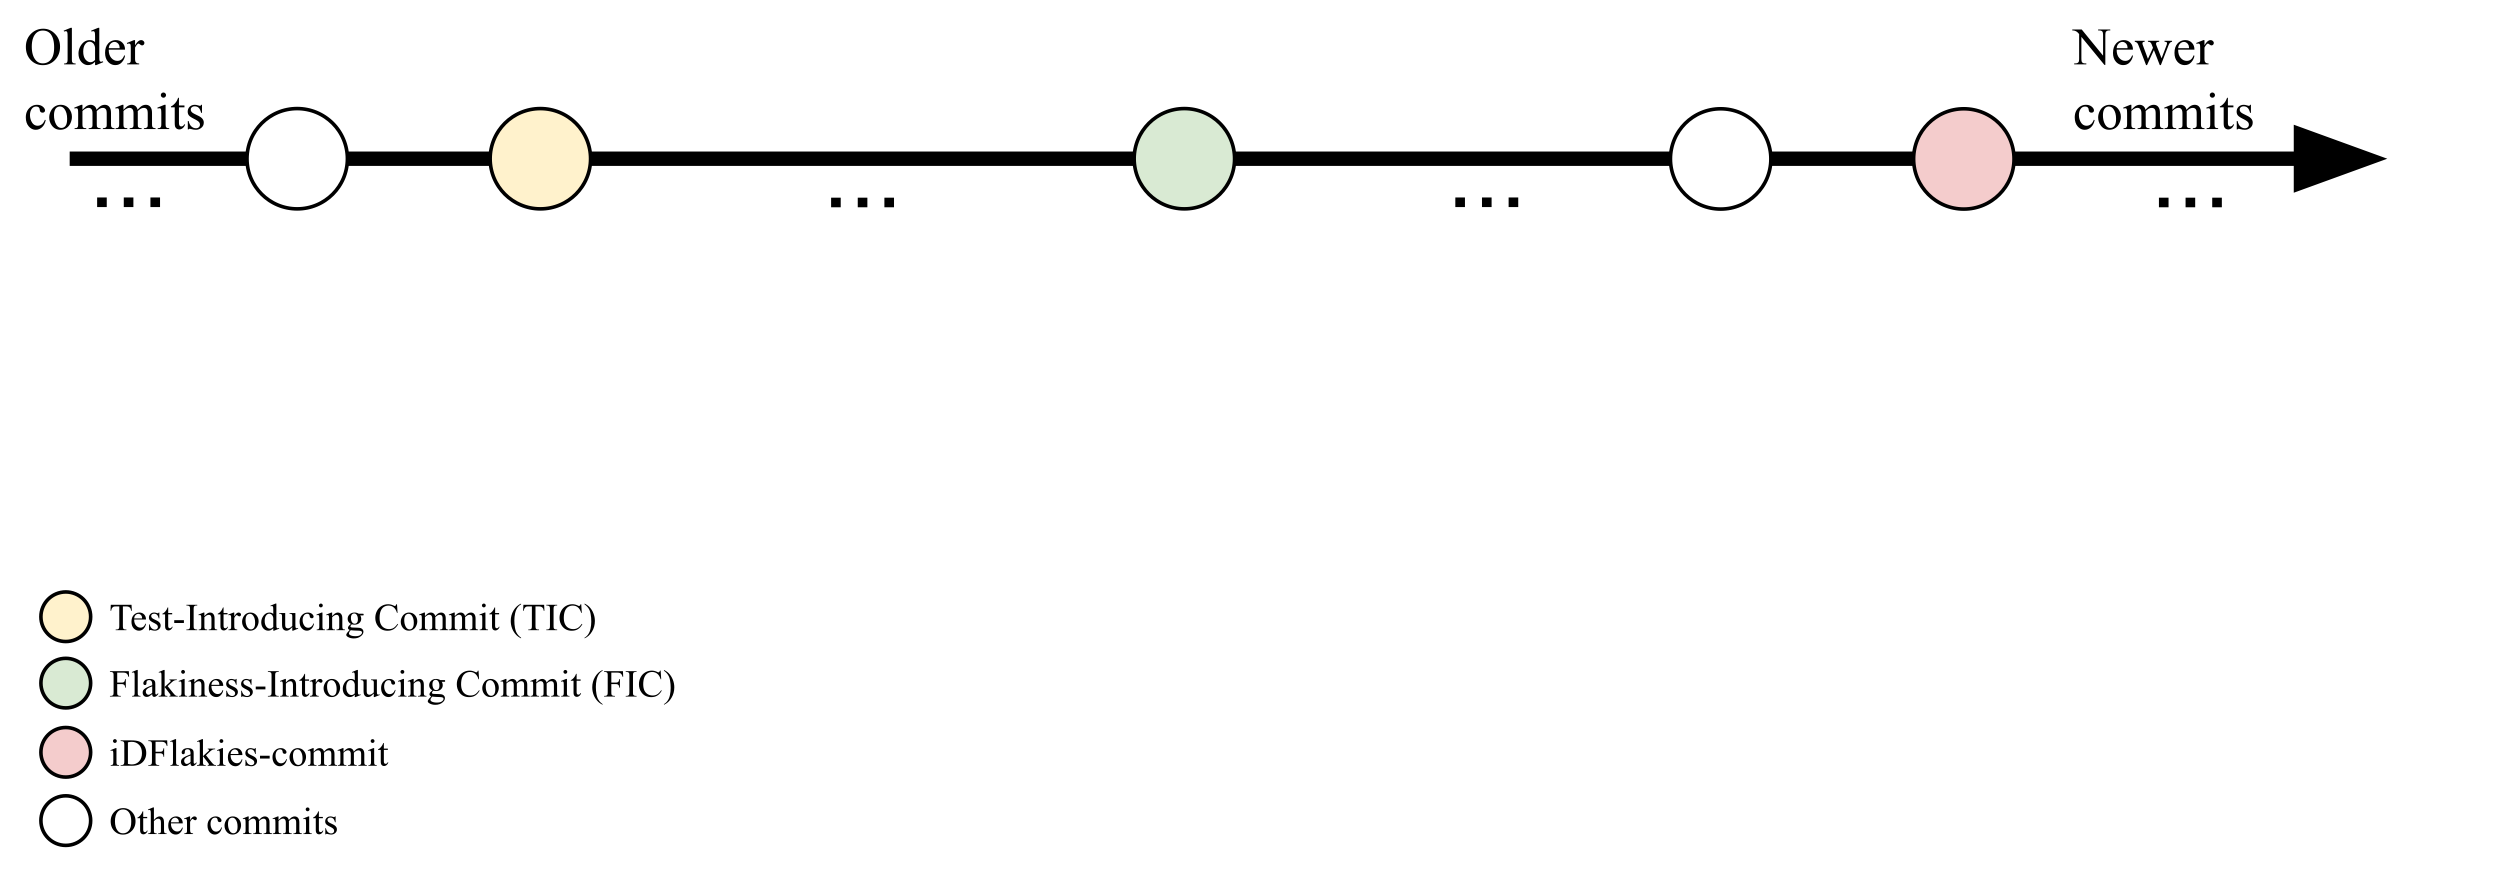 Older
commits
Newer
commits
... ... ... ...
Test-Introducing Commit (TIC)
Flakiness-Introducing Commit (FIC)
iDFlakies-commit
Other commits